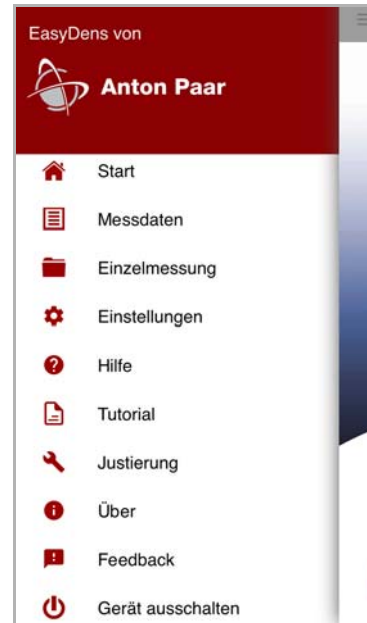 EasyDens von
Anton Paar
Start
Messdaten
Einzelmessung
Einstellungen
Hilfe
Tutorial
Justierung
Über
Feedback
Gerät ausschalten